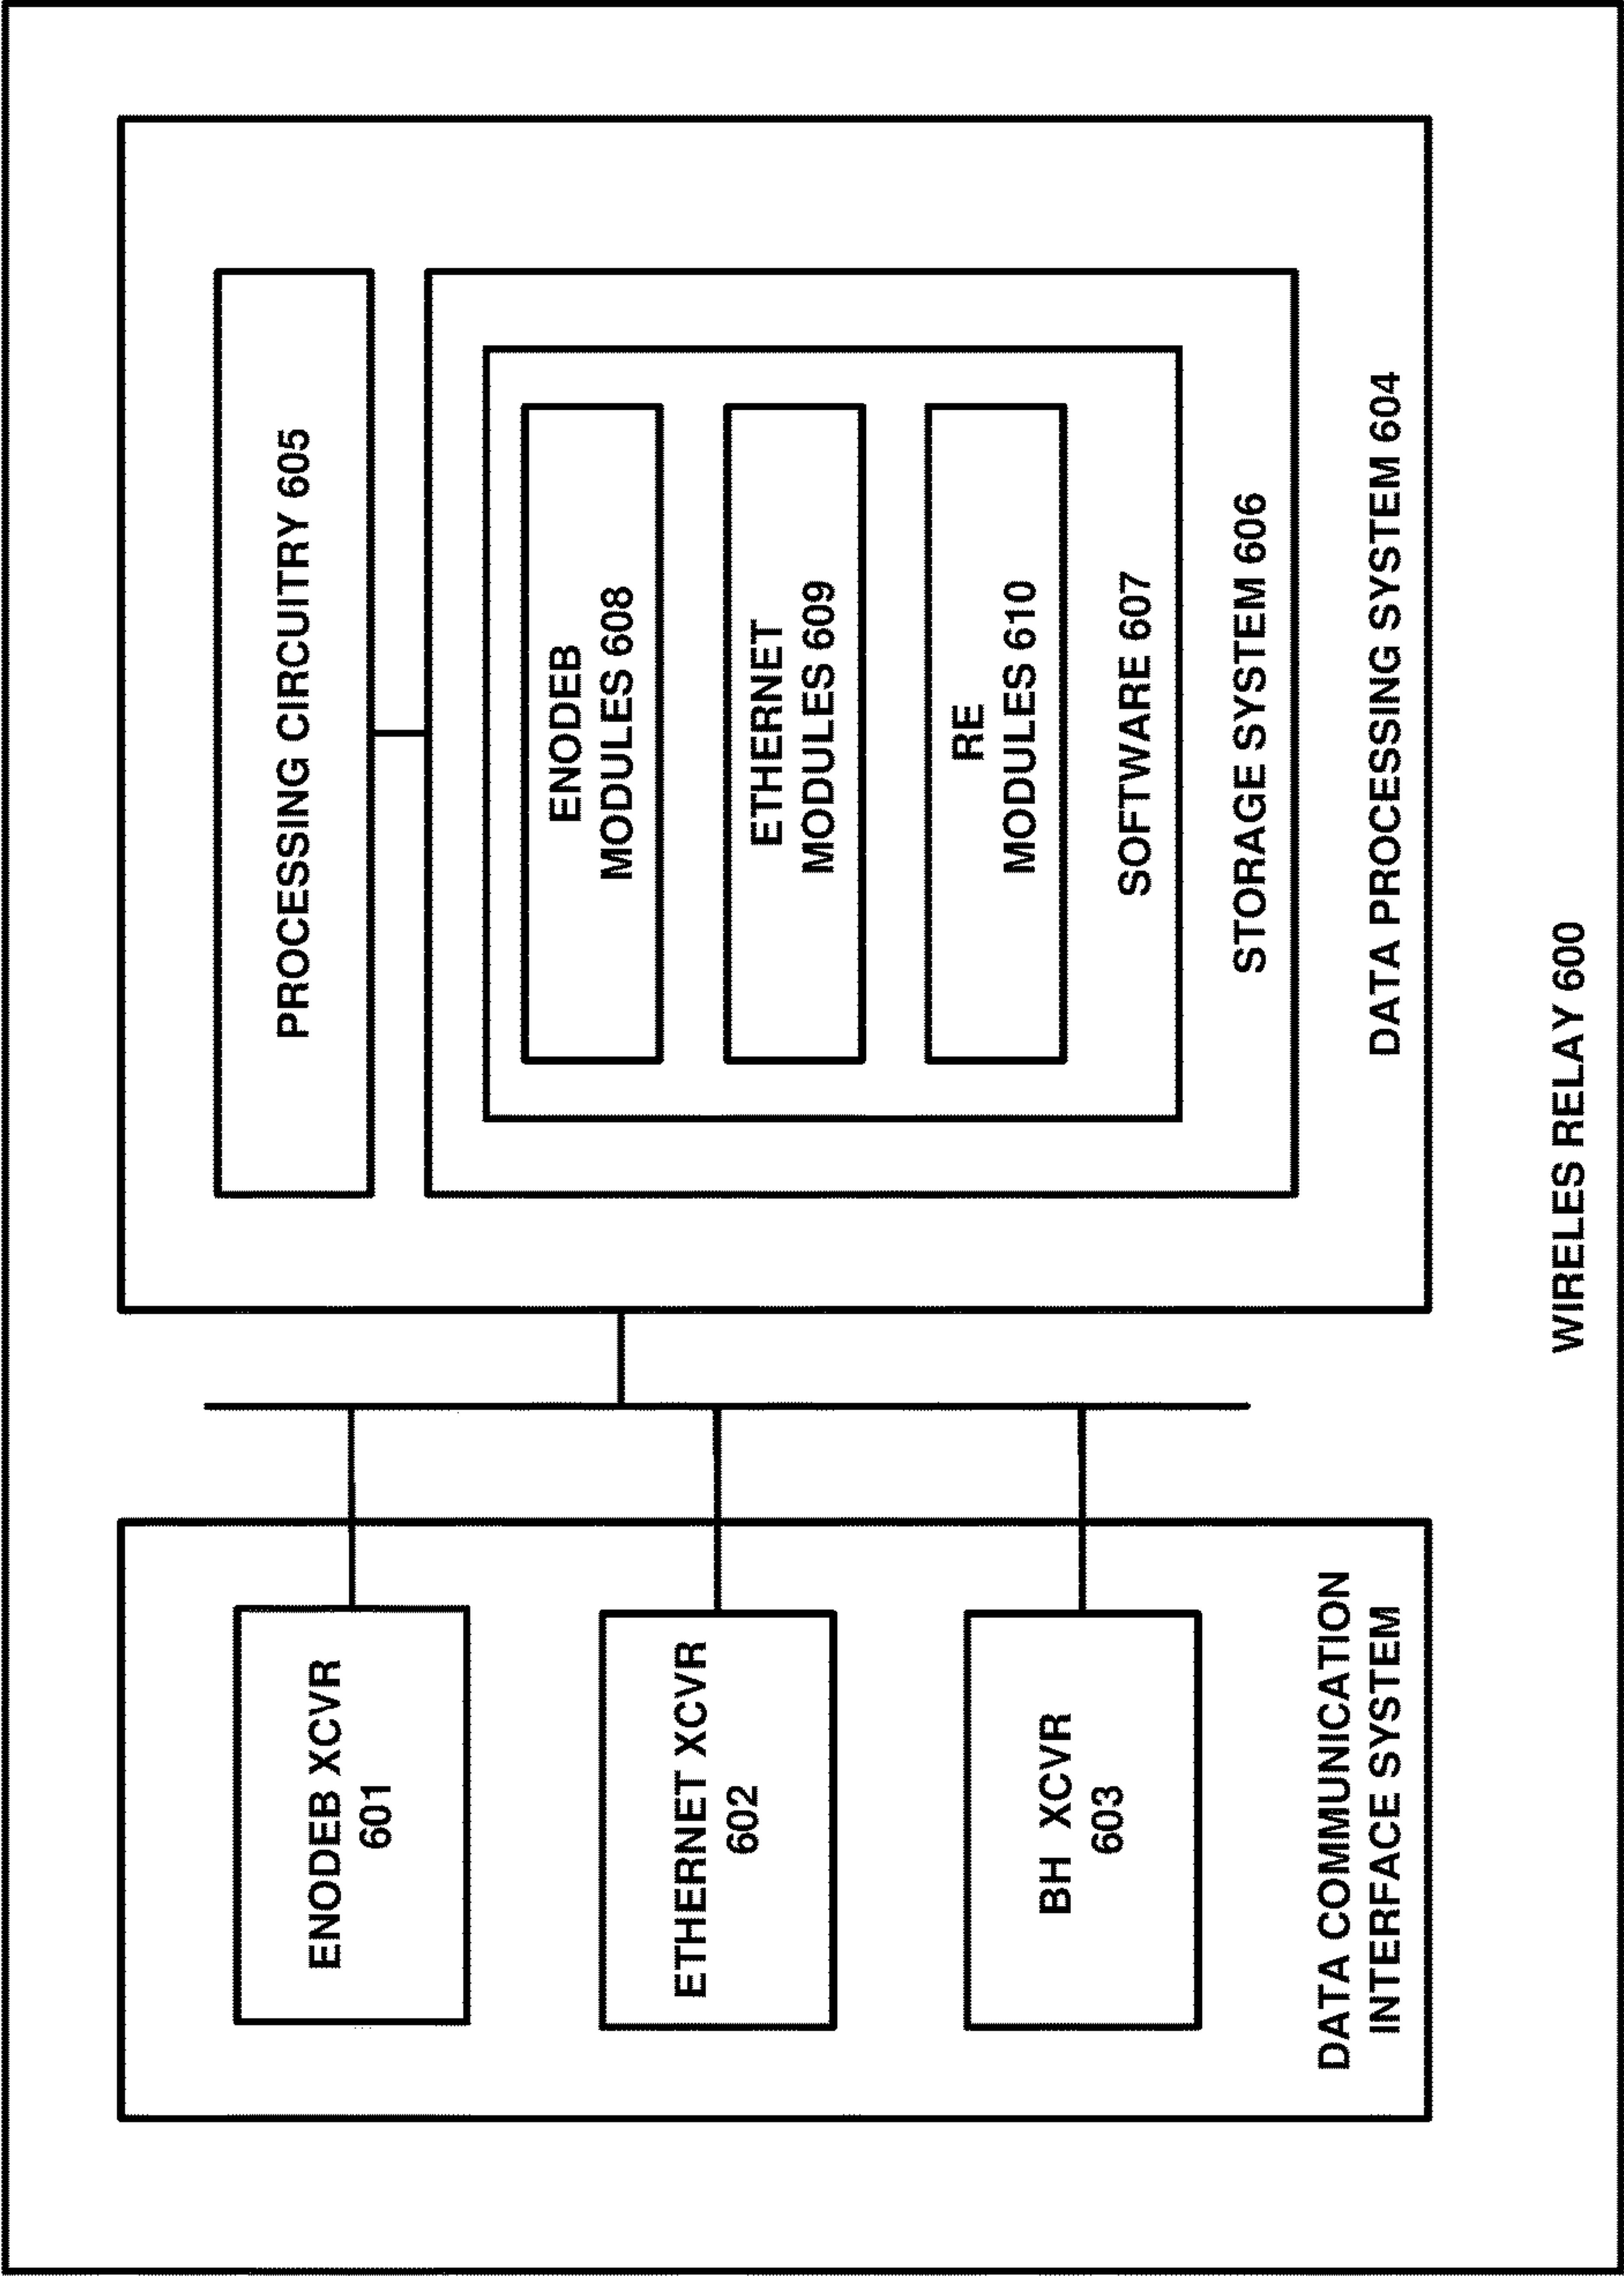 ENODEB XCVR
601
ETHERNET XCVR
602
BH XCVR
603
DATA COMMUNICATION
INTERFACE SYSTEM
PROCESSING CIRCUITRY 605
ENODEB
MODULES 608
ETHERNET
MODULES 609
RE
MODULES 610
SOFTWARE 607
STORAGE SYSTEM 606
DATA PROCESSING SYSTEM 604
WIRELES RELAY 600